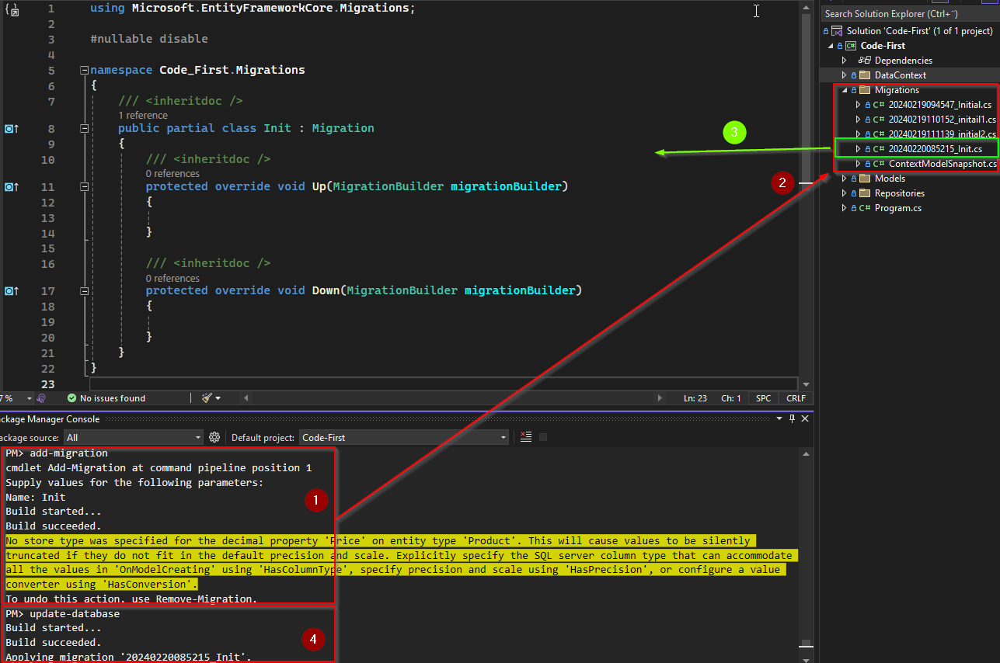 1 using Microsoft.EntityFrameworkCore.Migrations;
2
3 #nullable disable
4
5 namespace Code_First.Migrations
6 {
7 /// <inheritdoc />
1 reference
8 public partial class Init : Migration
9 {
10 /// <inheritdoc />
0 references
11 protected override void Up(MigrationBuilder migrationBuilder)
12 {
13
14 }
15
16 /// <inheritdoc />
0 references
17 protected override void Down(MigrationBuilder migrationBuilder)
18 {
19
20 }
21 }
22 }
23
7 % No issues found Ln: 23 Ch: 1 SPC CRLF
Search Solution Explorer (Ctrl+¨)
Solution 'Code-First' (1 of 1 project)
C# Code-First
Dependencies
DataContext
Migrations
C# 20240219094547_Initial.cs
C# 20240219110152_initail1.cs
C# 20240219111139_initial2.cs
C# 20240220085215_Init.cs
C# ContextModelSnapshot.cs
Models
Repositories
C# Program.cs
3
2
ackage Manager Console
ackage source: All Default project: Code-First
PM> add-migration
cmdlet Add-Migration at command pipeline position 1
Supply values for the following parameters:
Name: Init
1
Build started...
Build succeeded.
No store type was specified for the decimal property 'Price' on entity type 'Product'. This will cause values to be silently
truncated if they do not fit in the default precision and scale. Explicitly specify the SQL server column type that can accommodate
all the values in 'OnModelCreating' using 'HasColumnType', specify precision and scale using 'HasPrecision', or configure a value
converter using 'HasConversion'.
To undo this action, use Remove-Migration.
PM> update-database
Build started...
Build succeeded.
4
Applying migration '20240220085215_Init'.